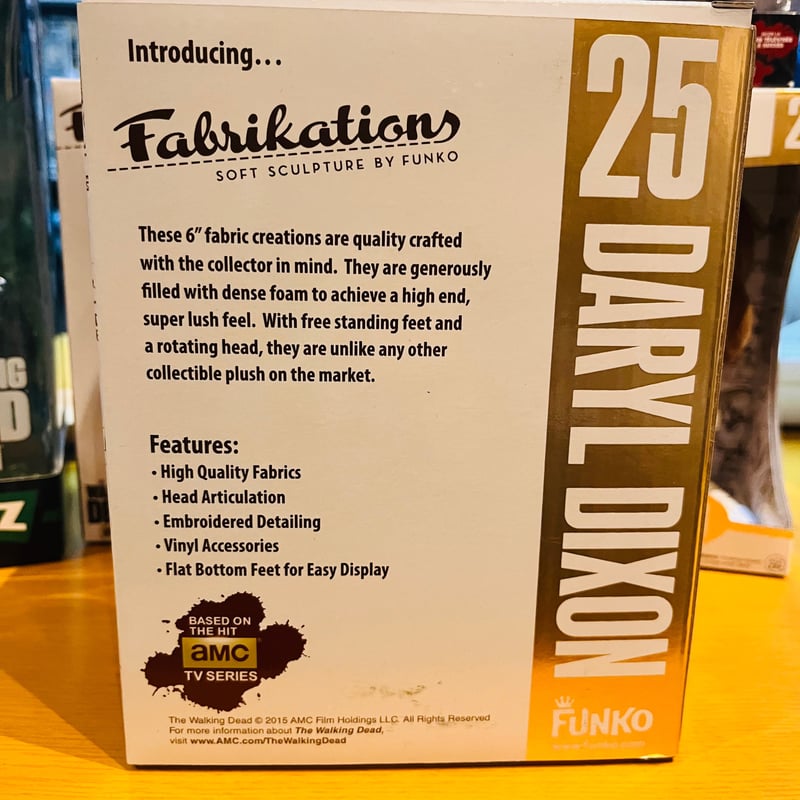 Introducing...
Fabrikations
SOFT SCULPTURE BY FUNKO
These 6" fabric creations are quality crafted
with the collector in mind. They are generously
filled with dense foam to achieve a high end,
super lush feel. With free standing feet and
a rotating head, they are unlike any other
collectible plush on the market.
Features:
• High Quality Fabrics
• Head Articulation
• Embroidered Detailing
• Vinyl Accessories
• Flat Bottom Feet for Easy Display
BASED ON
THE HIT
aMC
TV SERIES
The Walking Dead © 2015 AMC Film Holdings LLC. All Rights Reserved
For more information about The Walking Dead,
visit www.AMC.com/TheWalkingDead
25 DARYL DIXON
FUNKO
www.funko.com